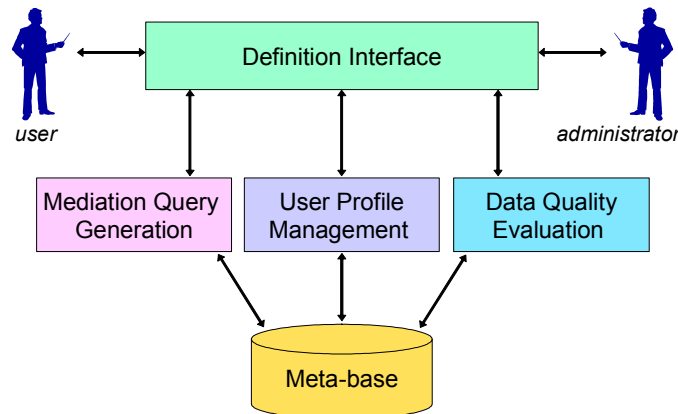 Definition Interface
user
administrator
Mediation Query
Generation
User Profile
Management
Data Quality
Evaluation
Meta-base